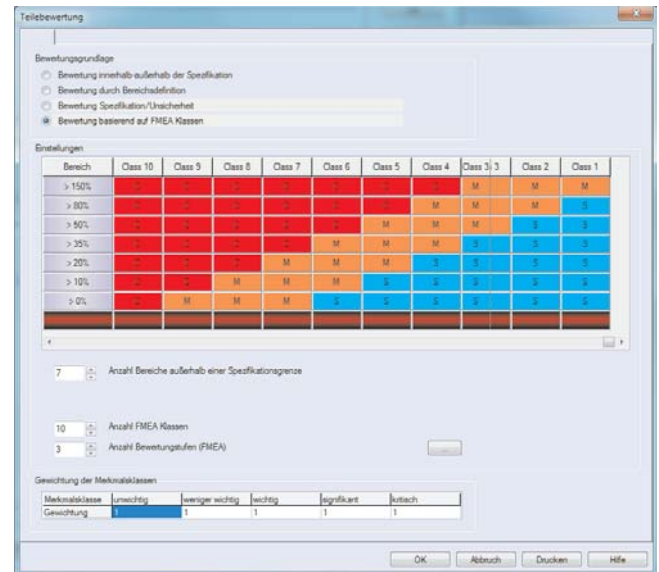 Teilebewertung
Bewertungsgrundlage
Bewertung innerhalb-außerhalb der Spezifikation
Bewertung durch Bereichsdefinition
Bewertung Spezifikation/Unsicherheit
Bewertung basierend auf FMEA Klassen
Einstellungen
Bereich Class 10 Class 9 Class 8 Class 7 Class 6 Class 5 Class 4 Class 3 3 Class 2 Class 1
> 150% M M M
> 80% M M M S
> 50% M M M S S
> 35% M M M S S S
> 20% M M M S S S S
> 10% M M M S S S S S
> 0% M M M S S S S S S
7 Anzahl Bereiche außerhalb einer Spezifikationsgrenze
10 Anzahl FMEA Klassen
3 Anzahl Bewertungstufen (FMEA)
...
Gewichtung der Merkmalsklassen
Merkmalsklasse unwichtig weniger wichtig wichtig signifikant kritisch
Gewichtung 1 1 1 1 1
OK Abbruch Drucken Hilfe